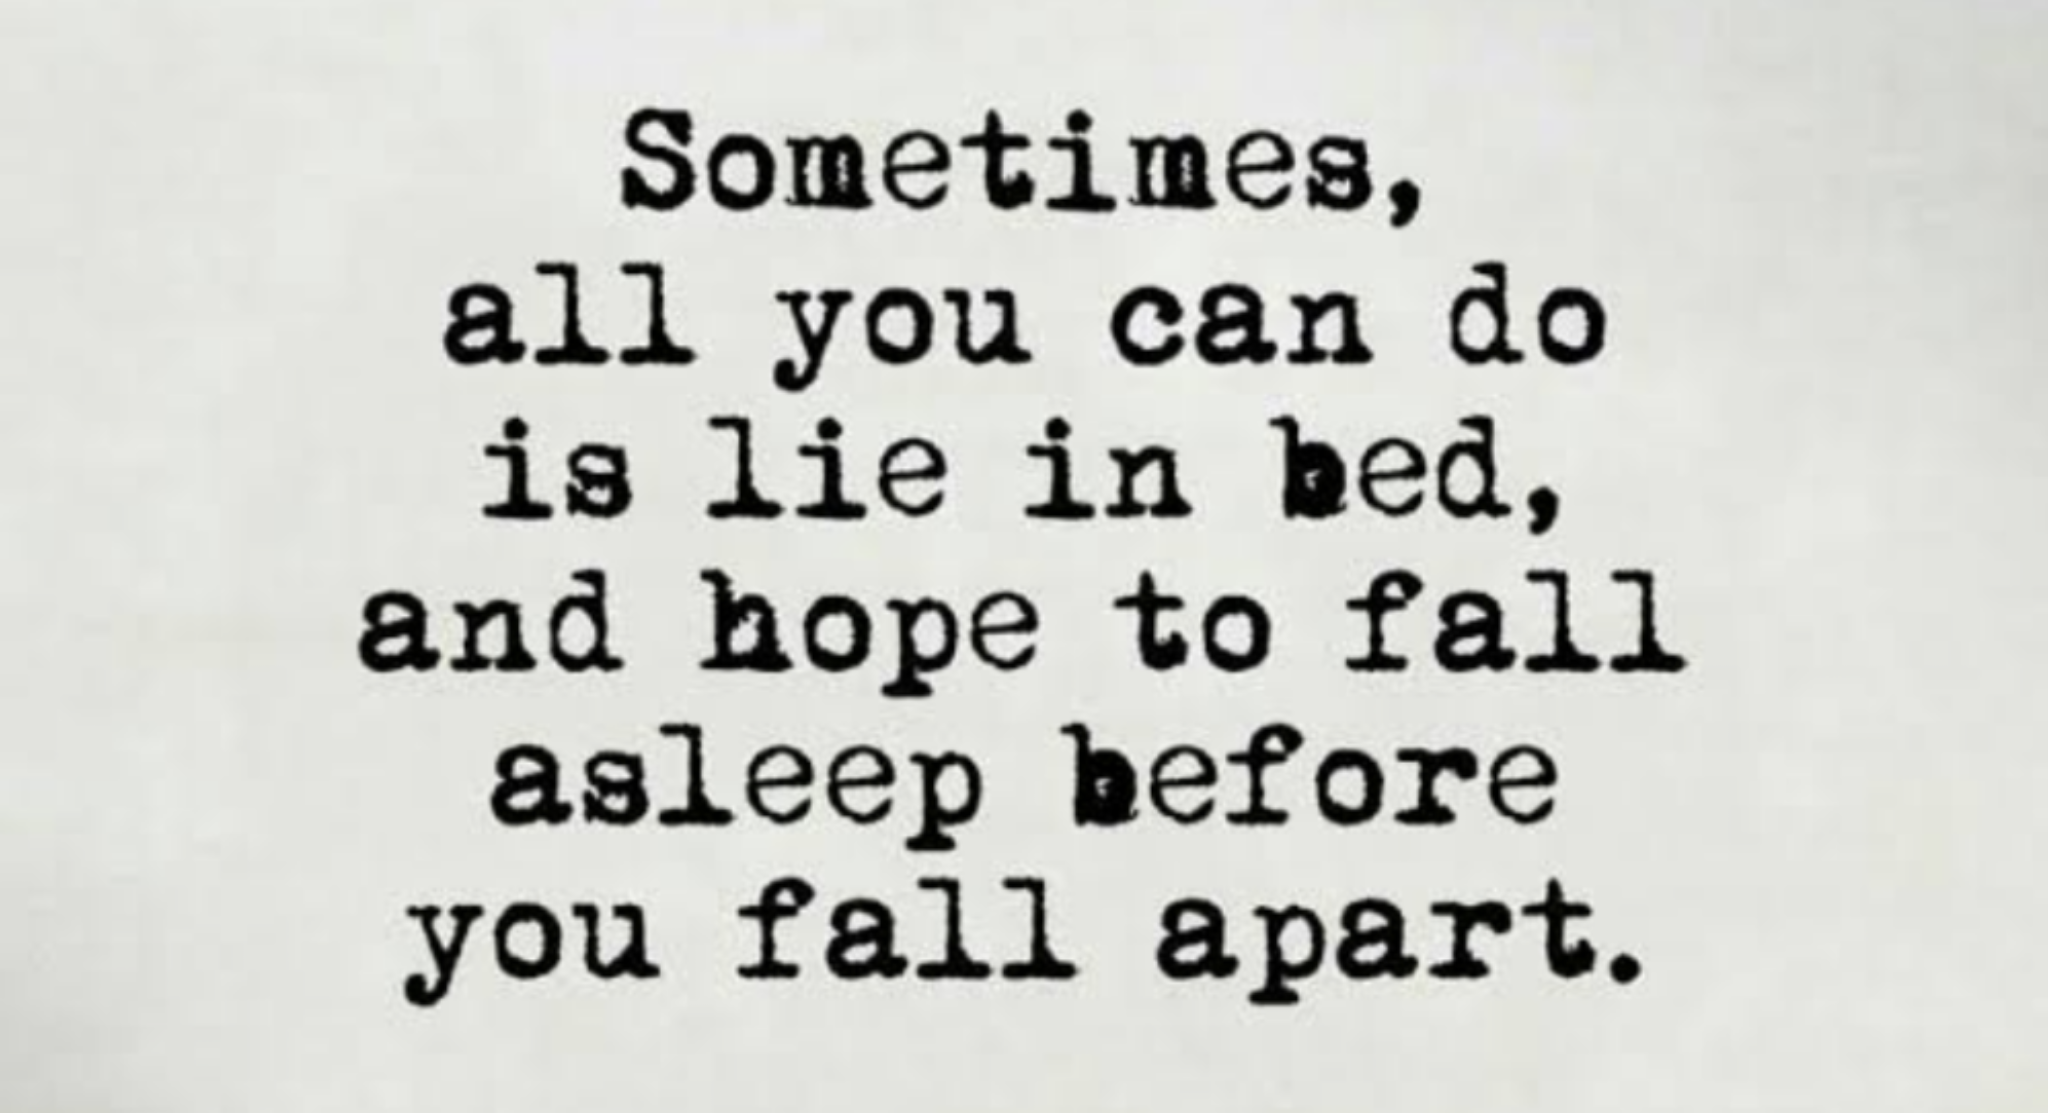 Sometimes,
all you can do
is lie in bed,
and hope to fall
asleep before
you fall apart.